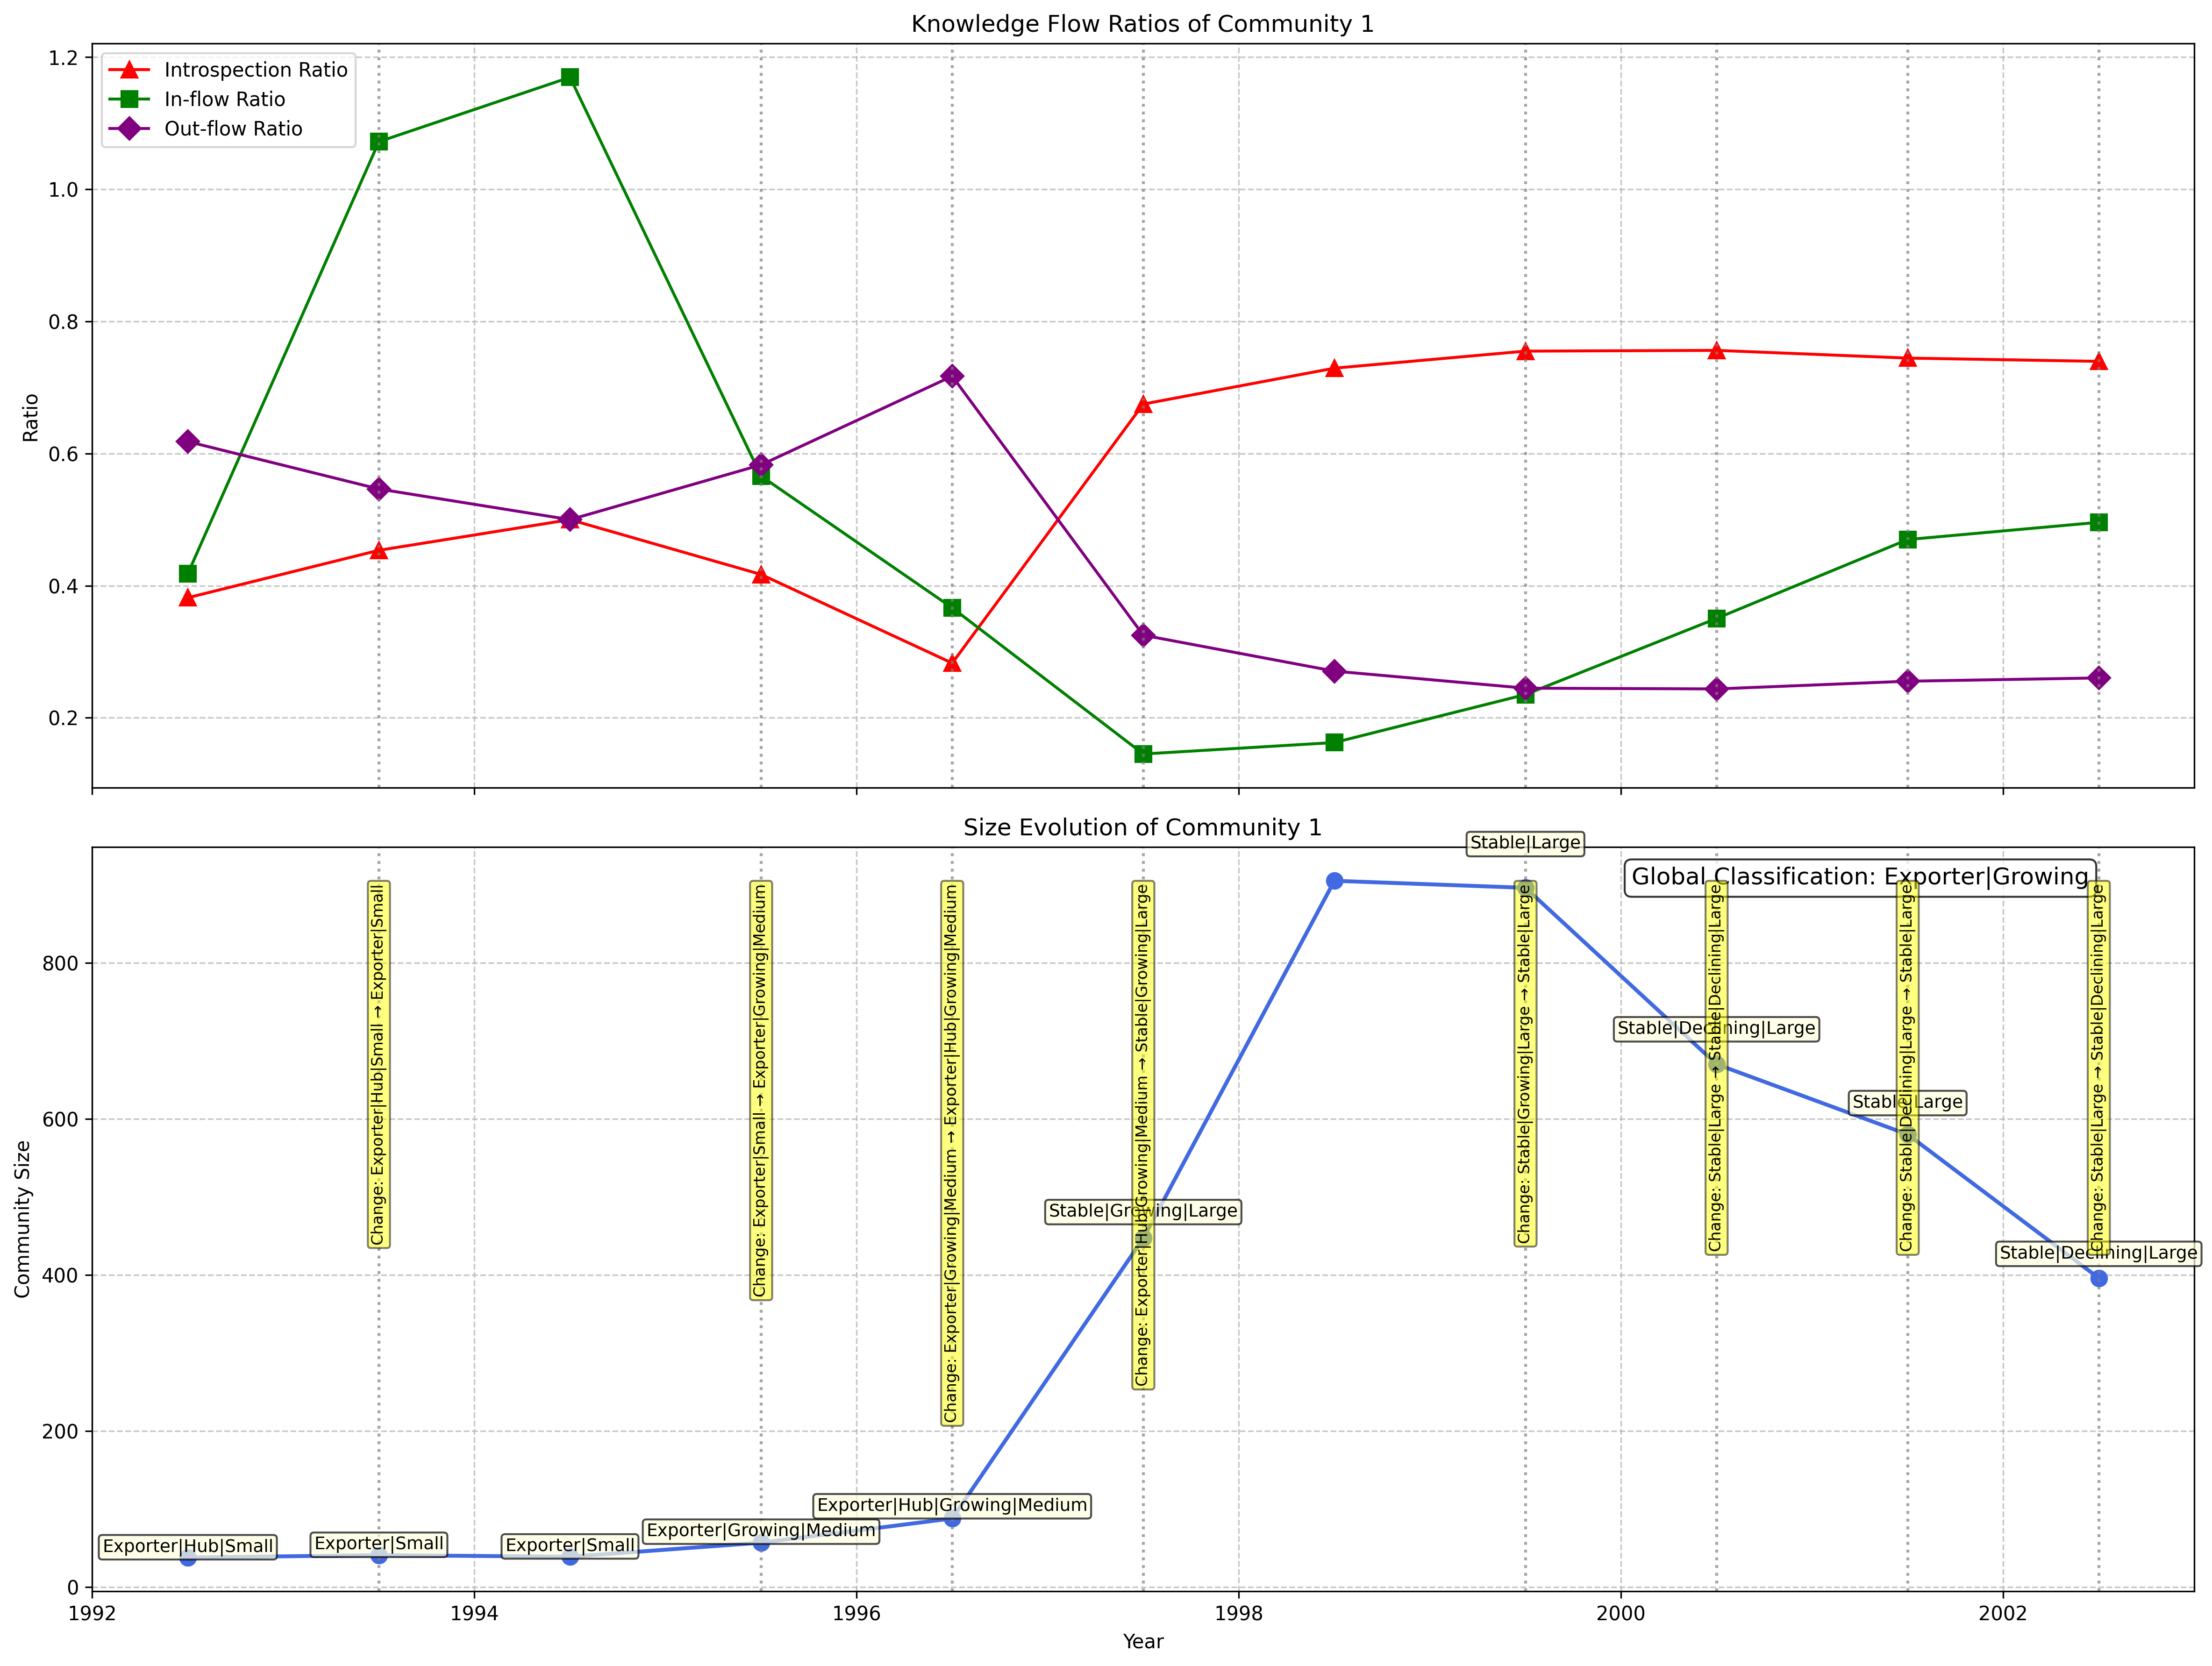 Knowledge Flow Ratios of Community 1
Introspection Ratio
In-flow Ratio
Out-flow Ratio
Ratio
1.2
1.0
0.8
0.6
0.4
0.2
Size Evolution of Community 1
Stable|Large
Global Classification: Exporter|Growing
Change: Exporter|Hub|Small → Exporter|Small
Change: Exporter|Small → Exporter|Growing|Medium
Change: Exporter|Growing|Medium → Exporter|Hub|Growing|Medium
Change: Exporter|Hub|Growing|Medium → Stable|Growing|Large
Change: Stable|Growing|Large → Stable|Large
Change: Stable|Large → Stable|Declining|Large
Change: Stable|Declining|Large → Stable|Large
Change: Stable|Large → Stable|Declining|Large
Stable|Declining|Large
Stable|Large
Stable|Growing|Large
Stable|Declining|Large
Exporter|Hub|Growing|Medium
Exporter|Growing|Medium
Exporter|Hub|Small
Exporter|Small
Exporter|Small
Community Size
800
600
400
200
0
1992
1994
1996
1998
2000
2002
Year